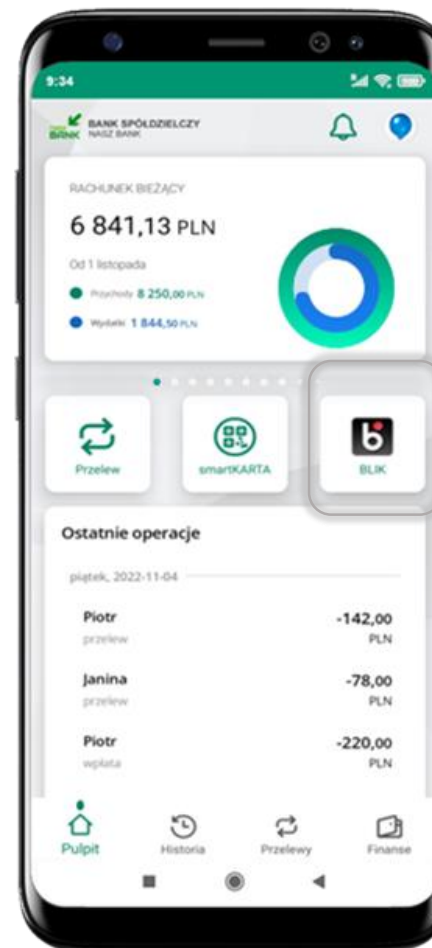 9:34
BANK SPÓŁDZIELCZY
BANK NASZ BANK
RACHUNEK BIEŻĄCY
6 841,13 PLN
Od 1 listopada
Przychody 8 250,00 PLN
Wydatki 1 844,50 PLN
Przelew
smartKARTA
BLIK
Ostatnie operacje
piątek, 2022-11-04
Piotr -142,00
przelew PLN
Janina -78,00
przelew PLN
Piotr -220,00
wpłata PLN
Pulpit
Historia
Przelewy
Finanse